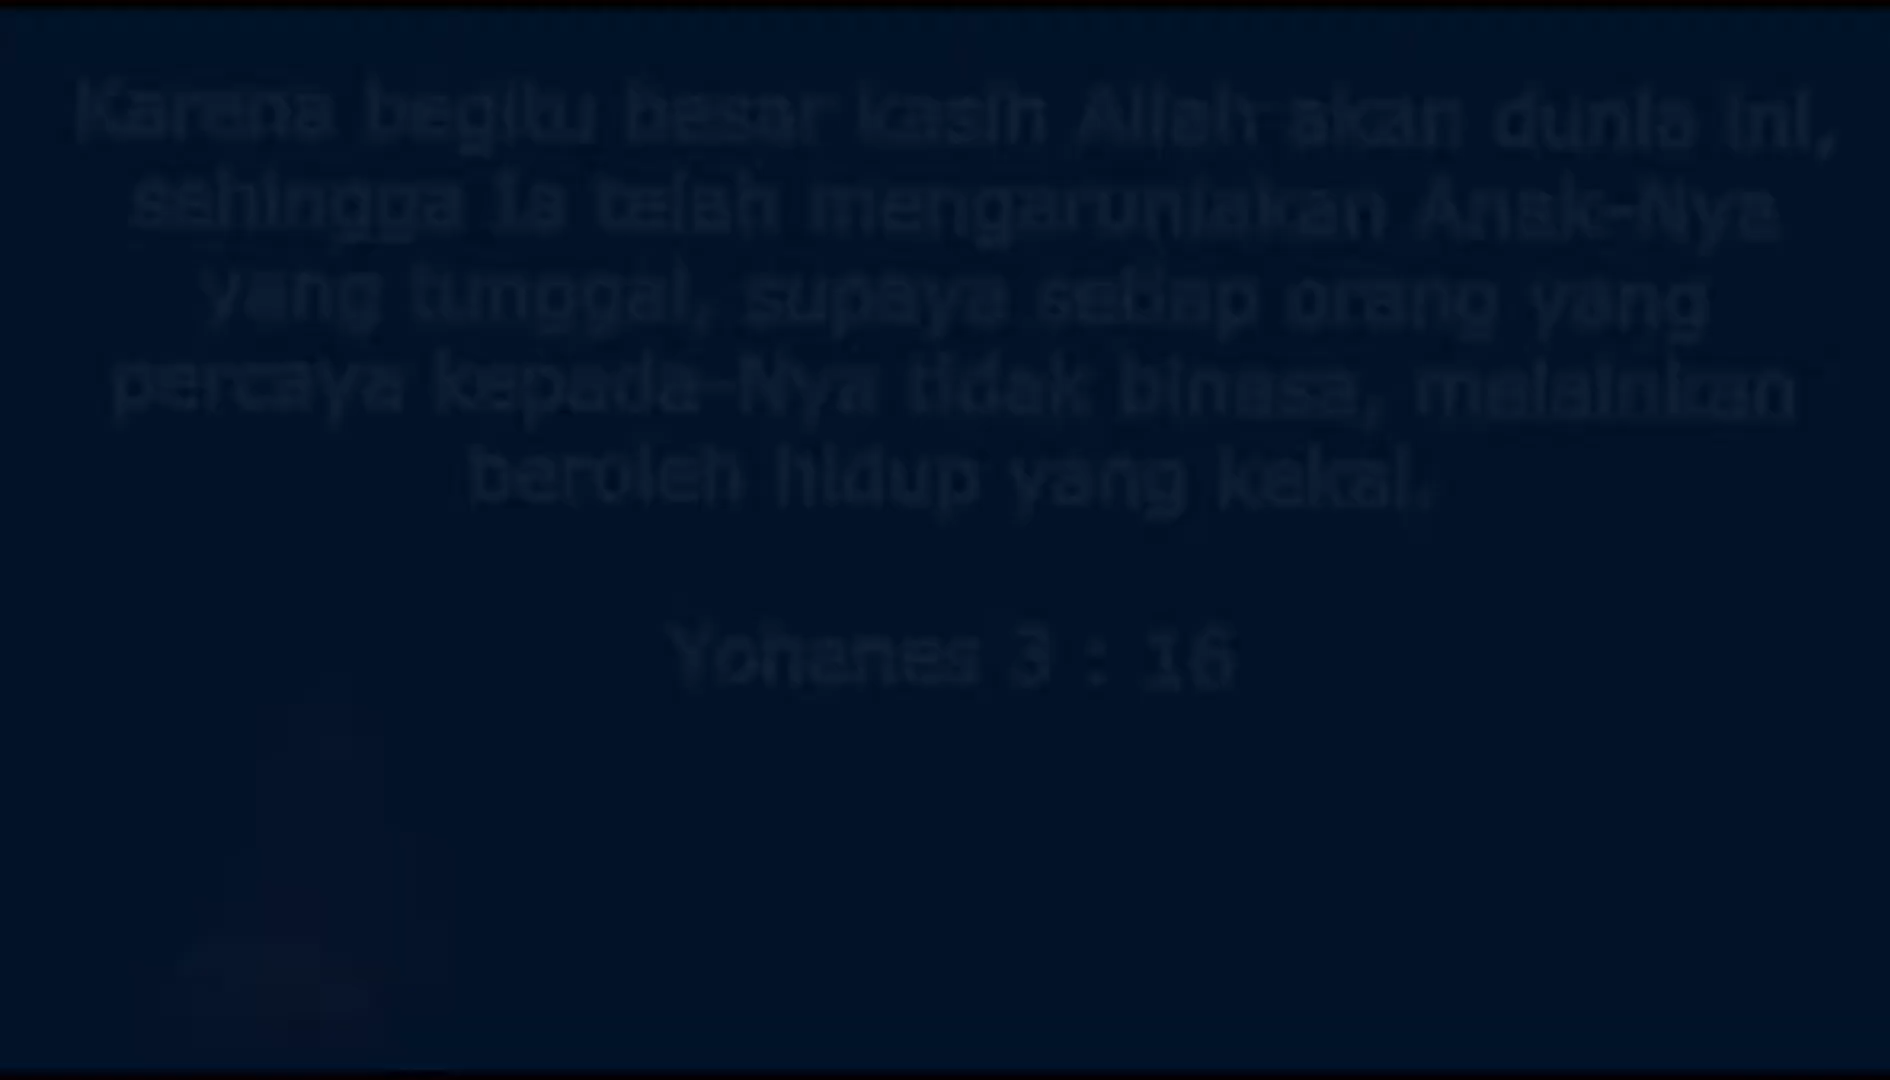 Karena begitu besar kasih Allah akan dunia ini,
sehingga Ia telah mengaruniakan Anak-Nya
yang tunggal, supaya setiap orang yang
percaya kepada-Nya tidak binasa, melainkan
beroleh hidup yang kekal.
Yohanes 3 : 16